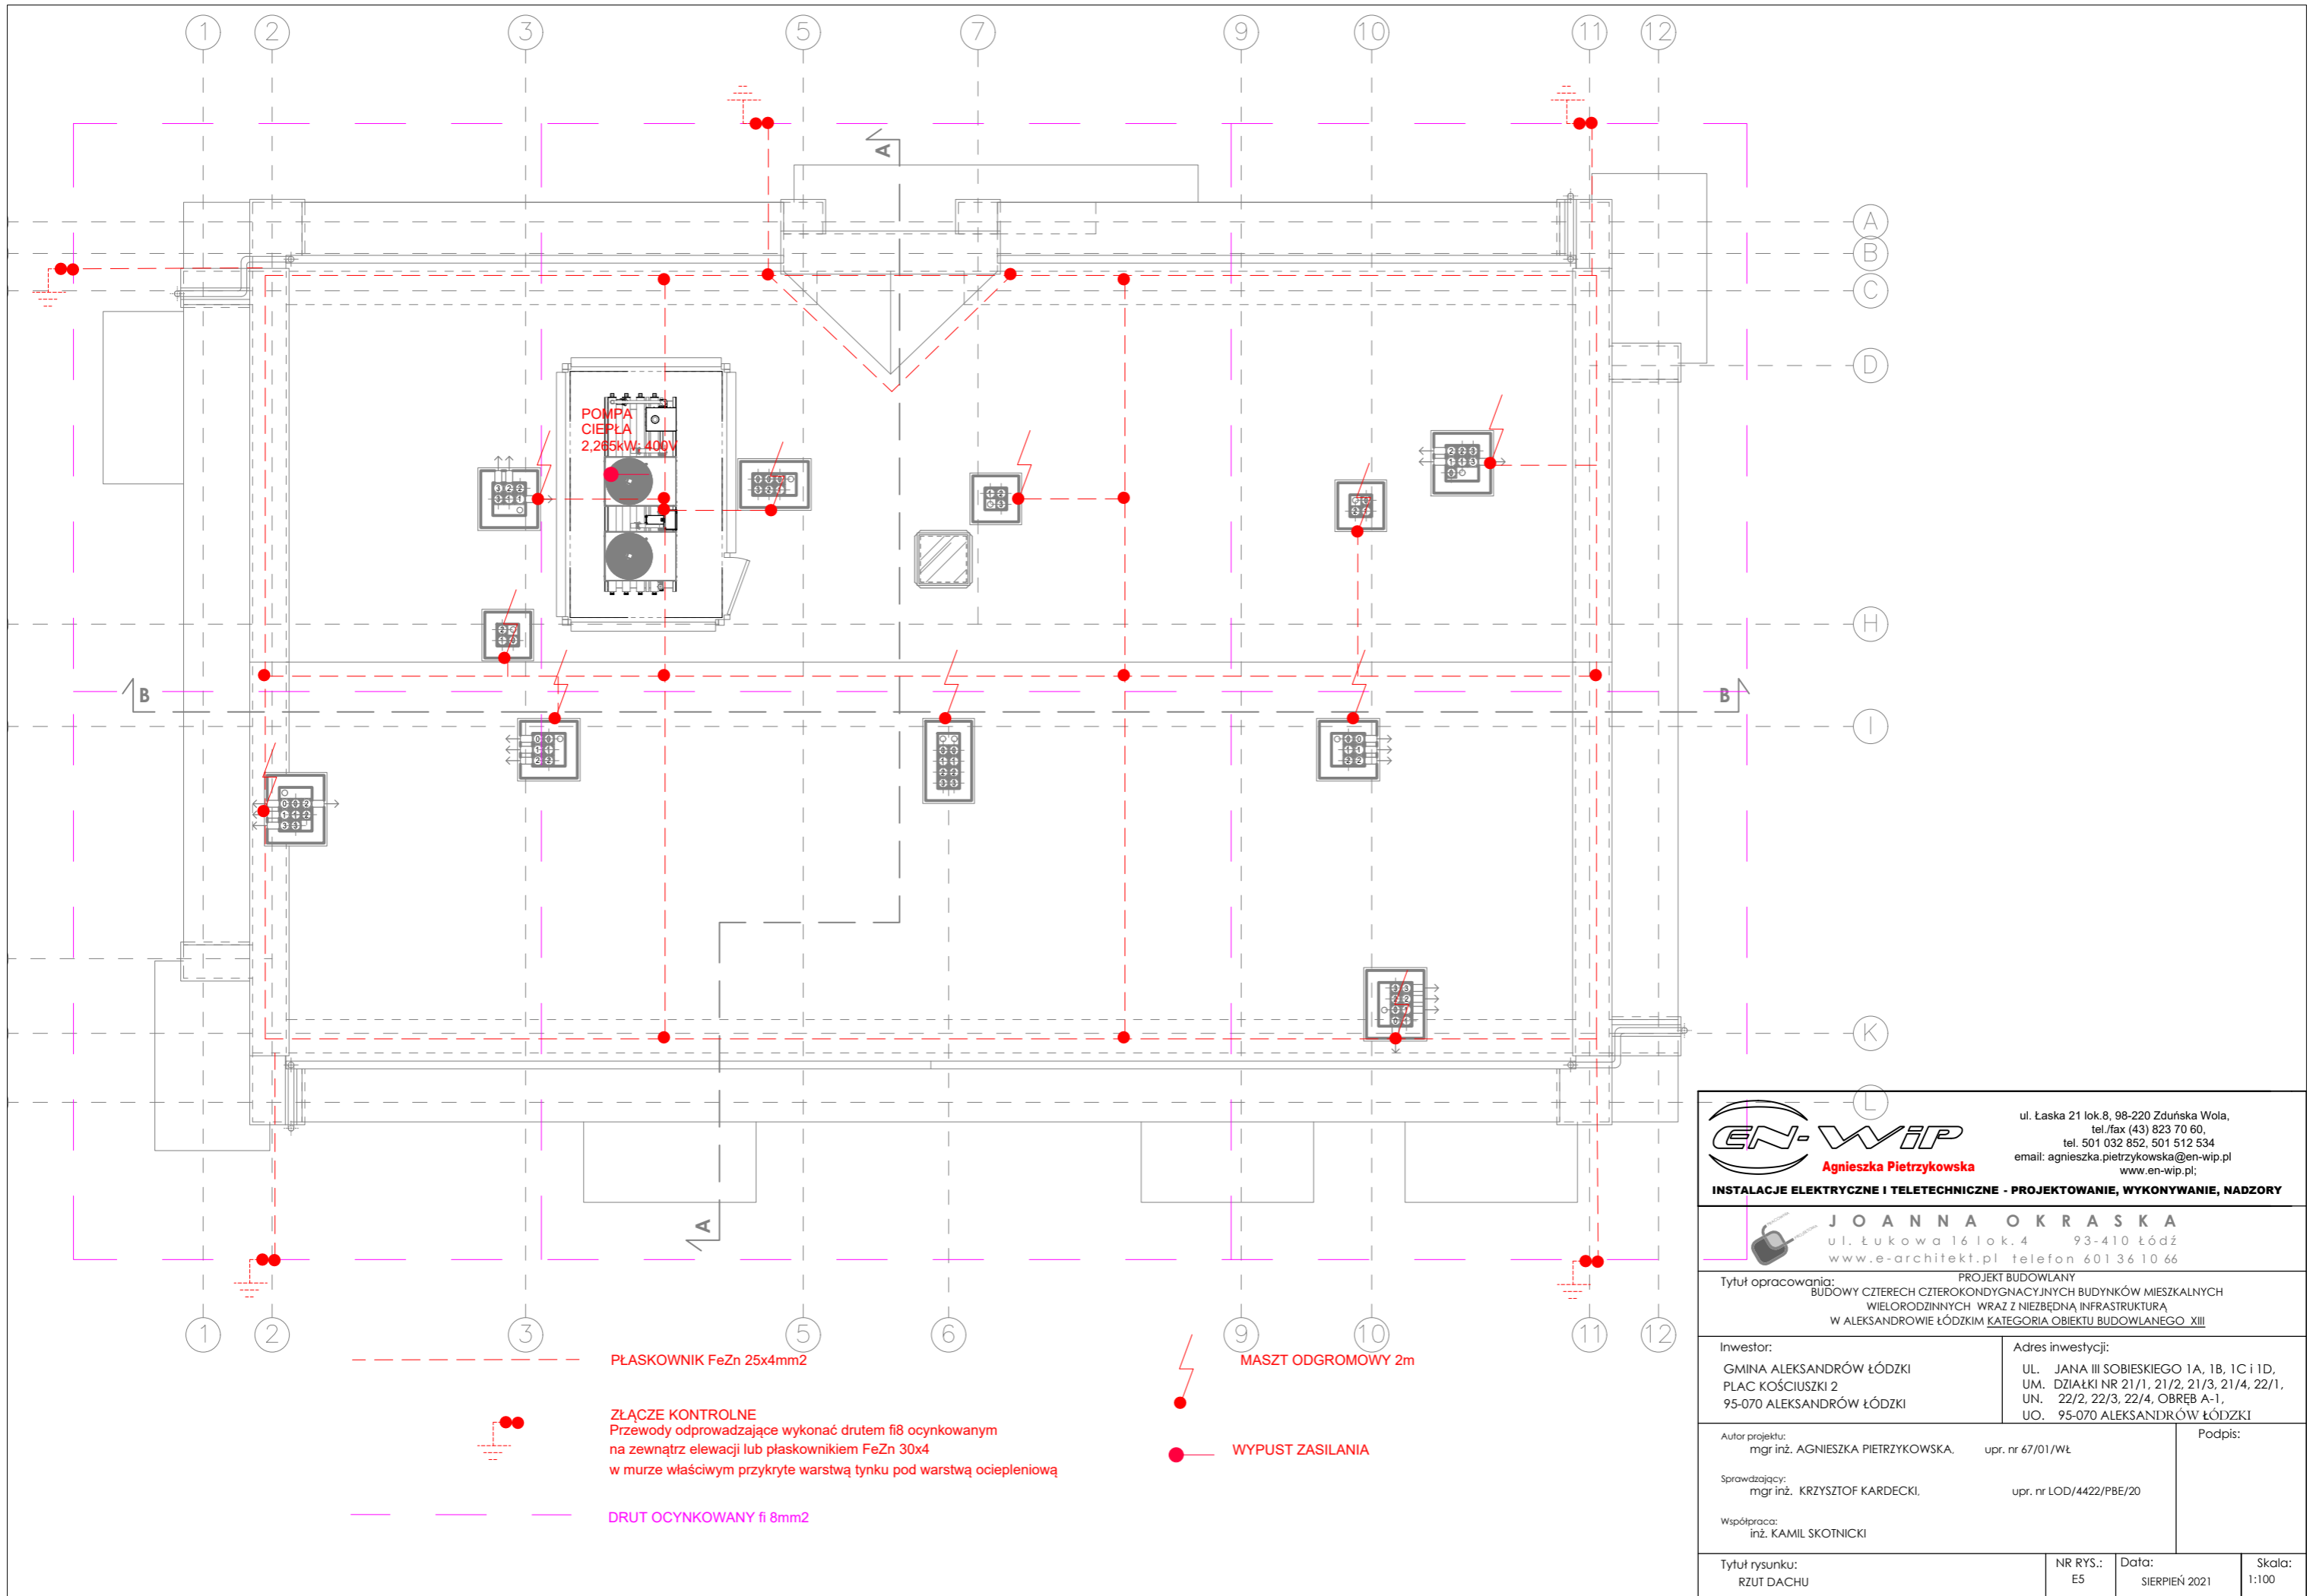 1 2 3 5 7 9 10 11 12
A
A
B
C
D
POMPA
CIEPŁA
2,265kW; 400V
H
B
B
I
K
L
A
1 2 3 5 6 9 10 11 12
PŁASKOWNIK FeZn 25x4mm2
MASZT ODGROMOWY 2m
ZŁĄCZE KONTROLNE
Przewody odprowadzające wykonać drutem fi8 ocynkowanym
na zewnątrz elewacji lub płaskownikiem FeZn 30x4
w murze właściwym przykryte warstwą tynku pod warstwą ociepleniową
WYPUST ZASILANIA
DRUT OCYNKOWANY fi 8mm2
EN-WiP
Agnieszka Pietrzykowska
ul. Łaska 21 lok.8, 98-220 Zduńska Wola,
tel./fax (43) 823 70 60,
tel. 501 032 852, 501 512 534
email: agnieszka.pietrzykowska@en-wip.pl
www.en-wip.pl;
INSTALACJE ELEKTRYCZNE I TELETECHNICZNE - PROJEKTOWANIE, WYKONYWANIE, NADZORY
JOANNA OKRASKA
ul. Łukowa 16 lok. 4 93-410 Łódź
www.e-architekt.pl telefon 601 36 10 66
Tytuł opracowania:
PROJEKT BUDOWLANY
BUDOWY CZTERECH CZTEROKONDYGNACYJNYCH BUDYNKÓW MIESZKALNYCH
WIELORODZINNYCH WRAZ Z NIEZBĘDNĄ INFRASTRUKTURĄ
W ALEKSANDROWIE ŁÓDZKIM KATEGORIA OBIEKTU BUDOWLANEGO XIII
Inwestor:
GMINA ALEKSANDRÓW ŁÓDZKI
PLAC KOŚCIUSZKI 2
95-070 ALEKSANDRÓW ŁÓDZKI
Adres inwestycji:
UL. JANA III SOBIESKIEGO 1A, 1B, 1C i 1D,
UM. DZIAŁKI NR 21/1, 21/2, 21/3, 21/4, 22/1,
UN. 22/2, 22/3, 22/4, OBRĘB A-1,
UO. 95-070 ALEKSANDRÓW ŁÓDZKI
Autor projektu:
mgr inż. AGNIESZKA PIETRZYKOWSKA, upr. nr 67/01/WŁ
Podpis:
Sprawdzający:
mgr inż. KRZYSZTOF KARDECKI, upr. nr LOD/4422/PBE/20
Współpraca:
inż. KAMIL SKOTNICKI
Tytuł rysunku:
RZUT DACHU
NR RYS.:
E5
Data:
SIERPIEŃ 2021
Skala:
1:100